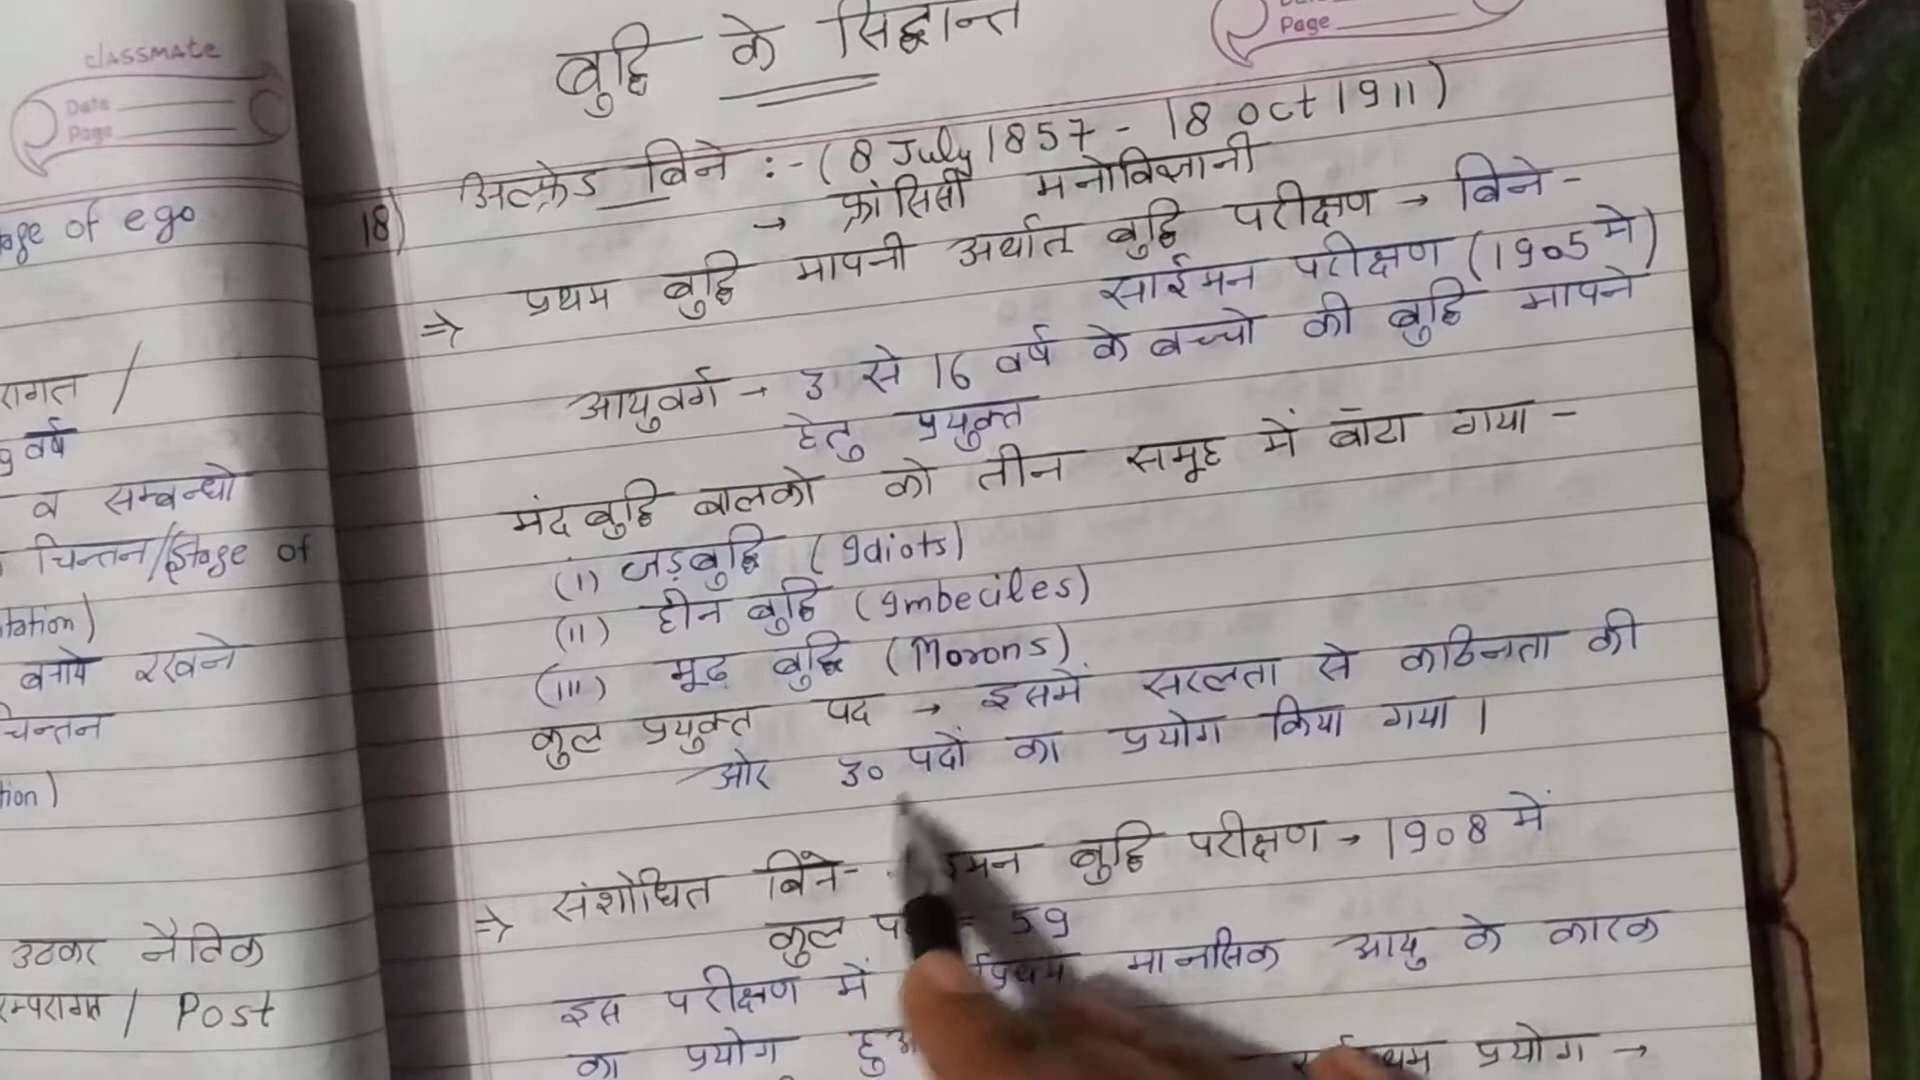 classmate
Date
Page
age of ego
रागत /
9 वर्ष
व सम्बन्धो
चिन्तन/Stage of
tation)
बनाये रखने
चिन्तन
tion)
उठकर नैतिक
रम्परागत / Post
Page
बुद्धि के सिद्धान्त
18) अल्फ्रेड बिने :- (8 July 1857 - 18 Oct 1911)
→ फ्रांसिसी मनोविज्ञानी
⇒ प्रथम बुद्धि मापनी अर्थात बुद्धि परीक्षण → बिने -
साईमन परीक्षण (1905 मे)
आयुवर्ग → 3 से 16 वर्ष के बच्चो की बुद्धि मापने
हेतु प्रयुक्त
मंदबुद्धि बालको को तीन समूह में बाँटा गया -
(i) जड़बुद्धि (Idiots)
(ii) हीन बुद्धि (Imbeciles)
(iii) मूढ़ बुद्धि (Morons)
कुल प्रयुक्त पद → इसमें सरलता से कठिनता की
ओर 30 पदों का प्रयोग किया गया ।
⇒ संशोधित बिने- बुद्धि परीक्षण → 1908 में
कुल = 59
इस परीक्षण में मानसिक आयु के कारक
का प्रयोग प्रयोग →